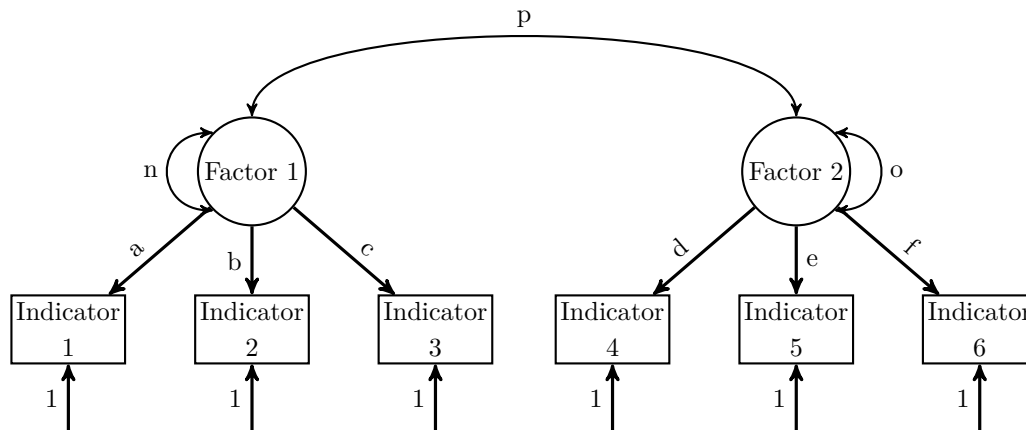 p
n
Factor 1
Factor 2
o
a
b
c
d
e
f
Indicator
1
Indicator
2
Indicator
3
Indicator
4
Indicator
5
Indicator
6
1
1
1
1
1
1